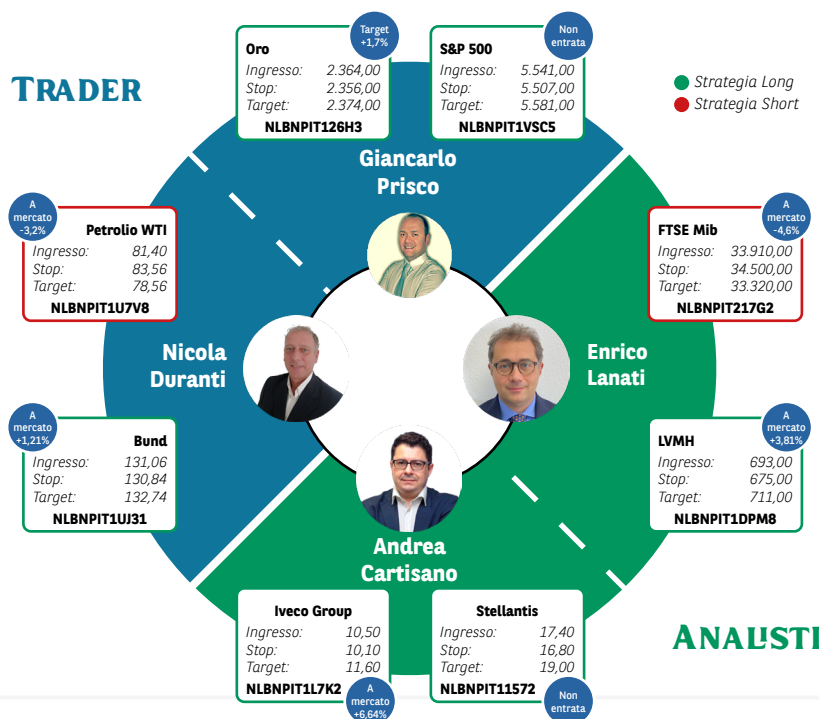 TRADER
Target
+1,7%
Oro
Ingresso: 2.364,00
Stop: 2.356,00
Target: 2.374,00
NLBNPIT126H3
Non
entrata
S&P 500
Ingresso: 5.541,00
Stop: 5.507,00
Target: 5.581,00
NLBNPIT1VSC5
Strategia Long
Strategia Short
Giancarlo
Prisco
A
mercato
-3,2%
Petrolio WTI
Ingresso: 81,40
Stop: 83,56
Target: 78,56
NLBNPIT1U7V8
A
mercato
-4,6%
FTSE Mib
Ingresso: 33.910,00
Stop: 34.500,00
Target: 33.320,00
NLBNPIT217G2
Nicola
Duranti
Enrico
Lanati
A
mercato
+1,21%
Bund
Ingresso: 131,06
Stop: 130,84
Target: 132,74
NLBNPIT1UJ31
A
mercato
+3,81%
LVMH
Ingresso: 693,00
Stop: 675,00
Target: 711,00
NLBNPIT1DPM8
Andrea
Cartisano
Iveco Group
Ingresso: 10,50
Stop: 10,10
Target: 11,60
NLBNPIT1L7K2
A
mercato
+6,64%
Stellantis
Ingresso: 17,40
Stop: 16,80
Target: 19,00
NLBNPIT11572
Non
entrata
ANALISTI